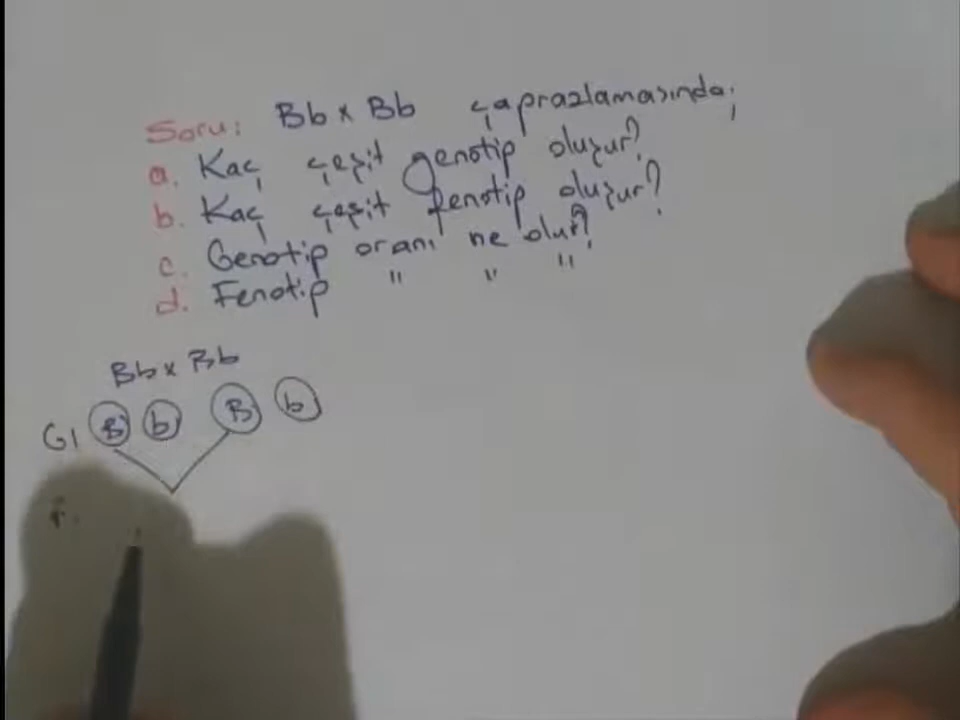 Soru: Bb x Bb çaprazlamasında;
a. Kaç çeşit genotip oluşur?
b. Kaç çeşit fenotip oluşur?
c. Genotip oranı ne olur?
d. Fenotip " " "
Bb x Bb
G1 B b B b